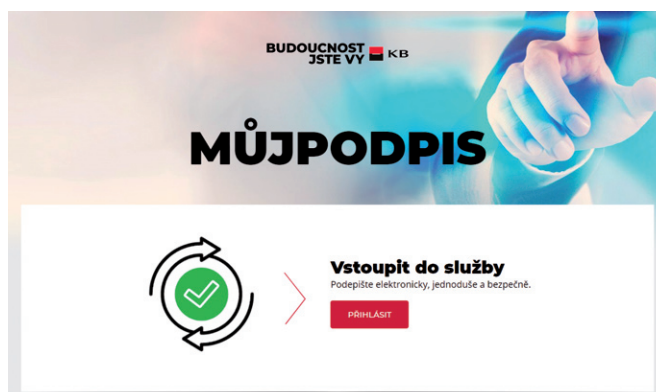 BUDOUCNOST
JSTE VY KB
MŮJPODPIS
Vstoupit do služby
Podepište elektronicky, jednoduše a bezpečně.
PŘIHLÁSIT